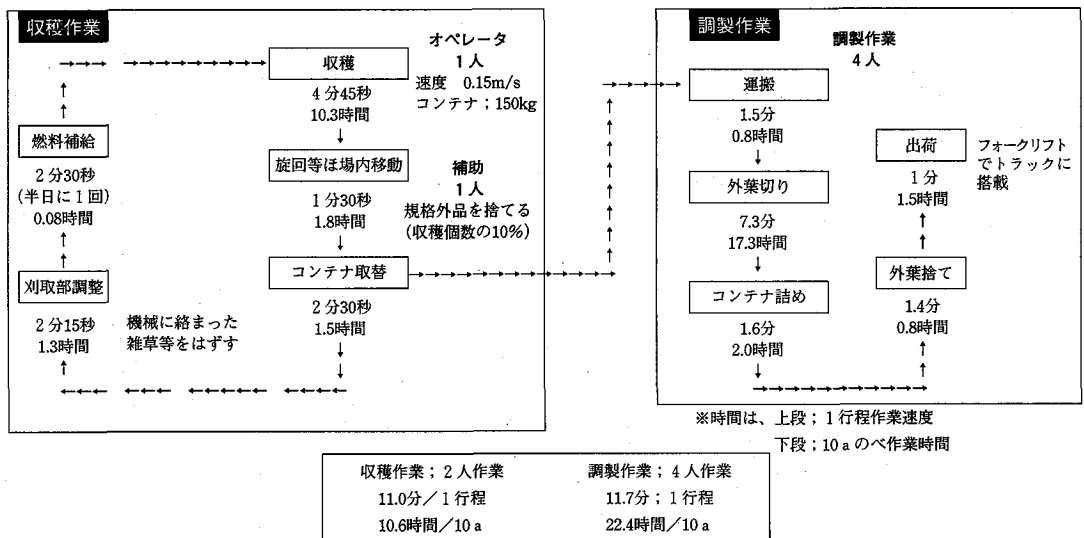 収穫作業
収穫
4分45秒
10.3時間
オペレータ
1人
速度 0.15m/s
コンテナ；150kg
旋回等ほ場内移動
1分30秒
1.8時間
補助
1人
規格外品を捨てる
(収穫個数の10%)
コンテナ取替
2分30秒
1.5時間
機械に絡まった
雑草等をはずす
刈取部調整
2分15秒
1.3時間
燃料補給
2分30秒
(半日に1回)
0.08時間
調製作業
調製作業
4人
運搬
1.5分
0.8時間
外葉切り
7.3分
17.3時間
コンテナ詰め
1.6分
2.0時間
外葉捨て
1.4分
0.8時間
出荷
1分
1.5時間
フォークリフト
でトラックに
搭載
※時間は、上段；1行程作業速度
下段；10aのべ作業時間
収穫作業；2人作業
11.0分／1行程
10.6時間／10a
調製作業；4人作業
11.7分；1行程
22.4時間／10a